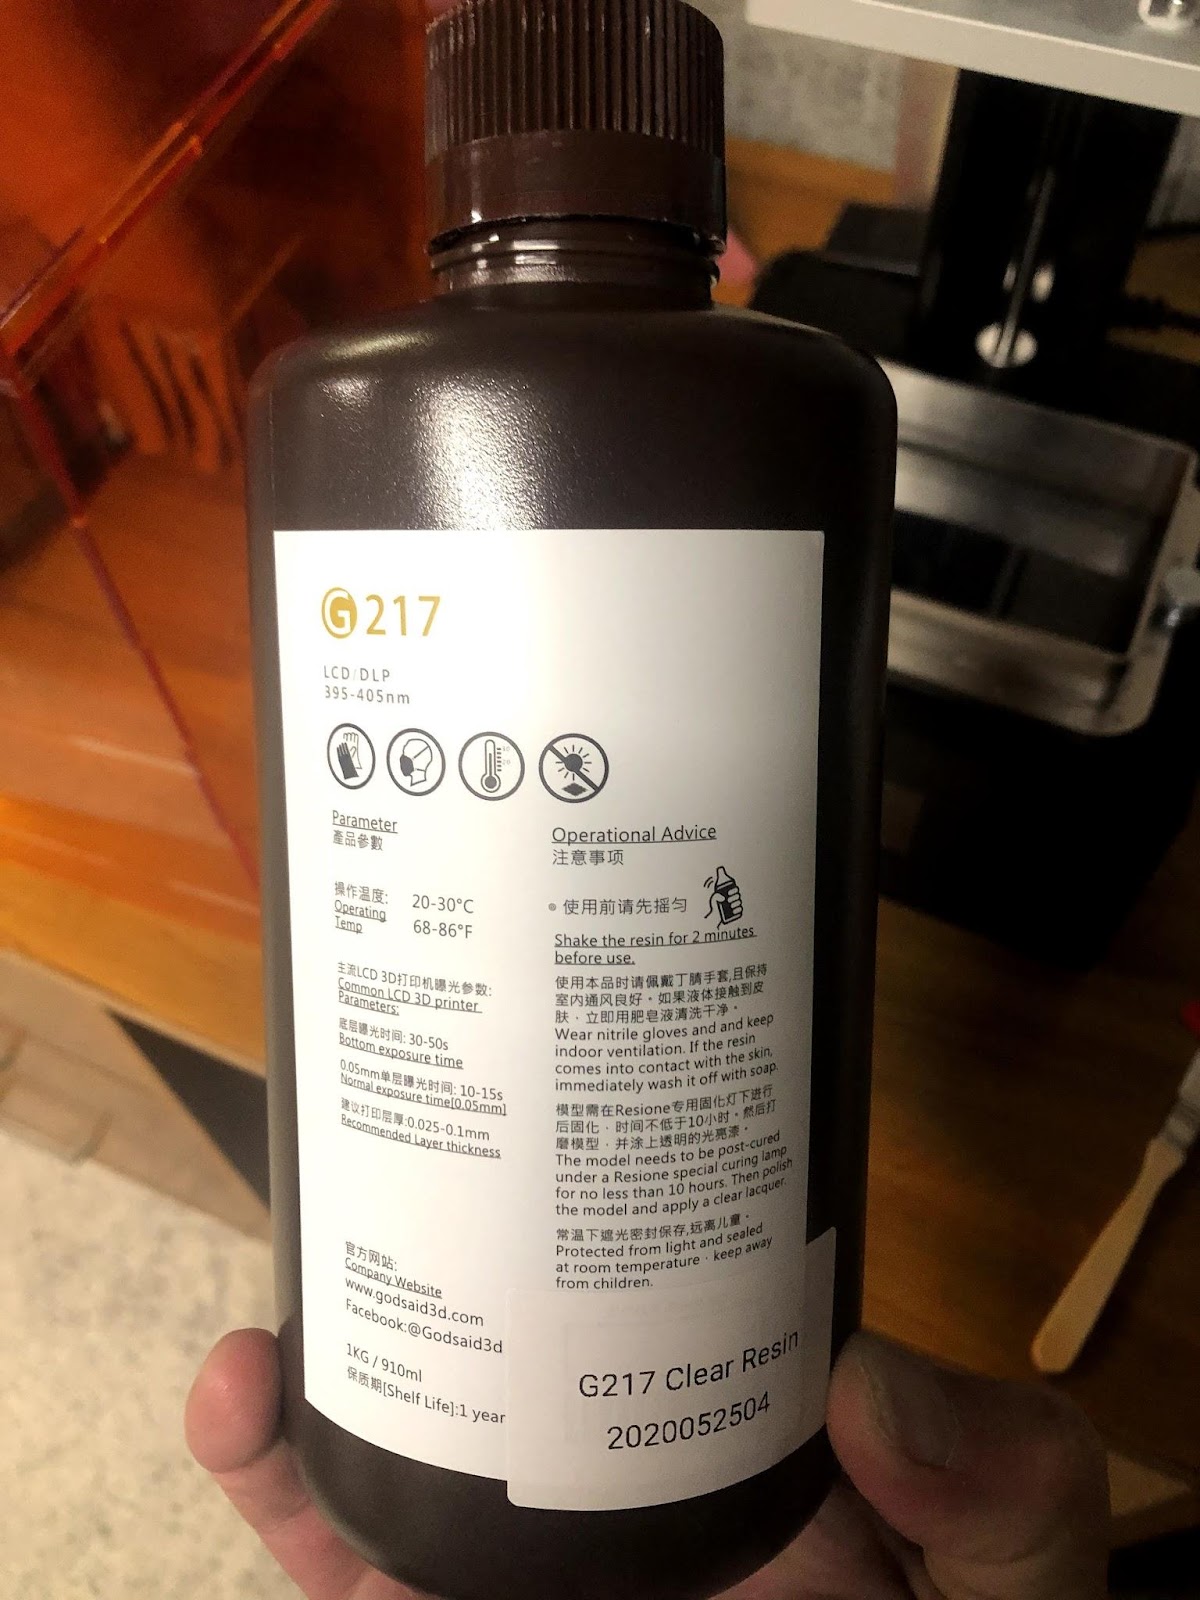 G217
LCD/DLP
395-405nm
Parameter
產品參數
操作温度:
Operating
Temp
20-30°C
68-86°F
主流LCD 3D打印机曝光参数:
Common LCD 3D printer
Parameters:
底层曝光时间: 30-50s
Bottom exposure time
0.05mm单层曝光时间: 10-15s
Normal exposure time[0.05mm]
建议打印层厚:0.025-0.1mm
Recommended Layer thickness
官方网站:
Company Website
www.godsaid3d.com
Facebook:@Godsaid3d
1KG / 910ml
保质期[Shelf Life]:1 year
Operational Advice
注意事项
• 使用前请先摇匀
Shake the resin for 2 minutes
before use.
使用本品时请佩戴丁腈手套,且保持
室内通风良好。如果液体接触到皮
肤，立即用肥皂液清洗干净。
Wear nitrile gloves and and keep
indoor ventilation. If the resin
comes into contact with the skin,
immediately wash it off with soap.
模型需在Resione专用固化灯下进行
后固化，时间不低于10小时。然后打
磨模型，并涂上透明的光亮漆。
The model needs to be post-cured
under a Resione special curing lamp
for no less than 10 hours. Then polish
the model and apply a clear lacquer.
常温下遮光密封保存,远离儿童。
Protected from light and sealed
at room temperature，keep away
from children.
G217 Clear Resin
2020052504